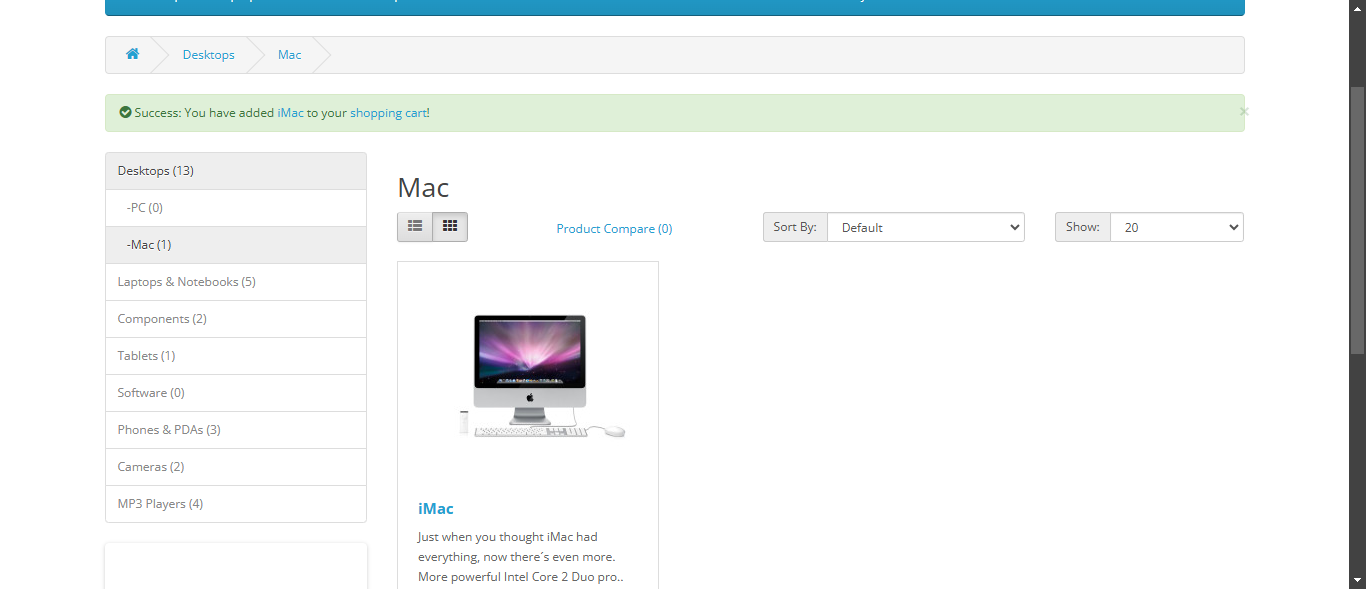 Desktops
Mac
Success: You have added iMac to your shopping cart!
×
Desktops (13)
-PC (0)
-Mac (1)
Laptops & Notebooks (5)
Components (2)
Tablets (1)
Software (0)
Phones & PDAs (3)
Cameras (2)
MP3 Players (4)
Mac
Product Compare (0)
Sort By:
Default
Show:
20
iMac
Just when you thought iMac had
everything, now there´s even more.
More powerful Intel Core 2 Duo pro..